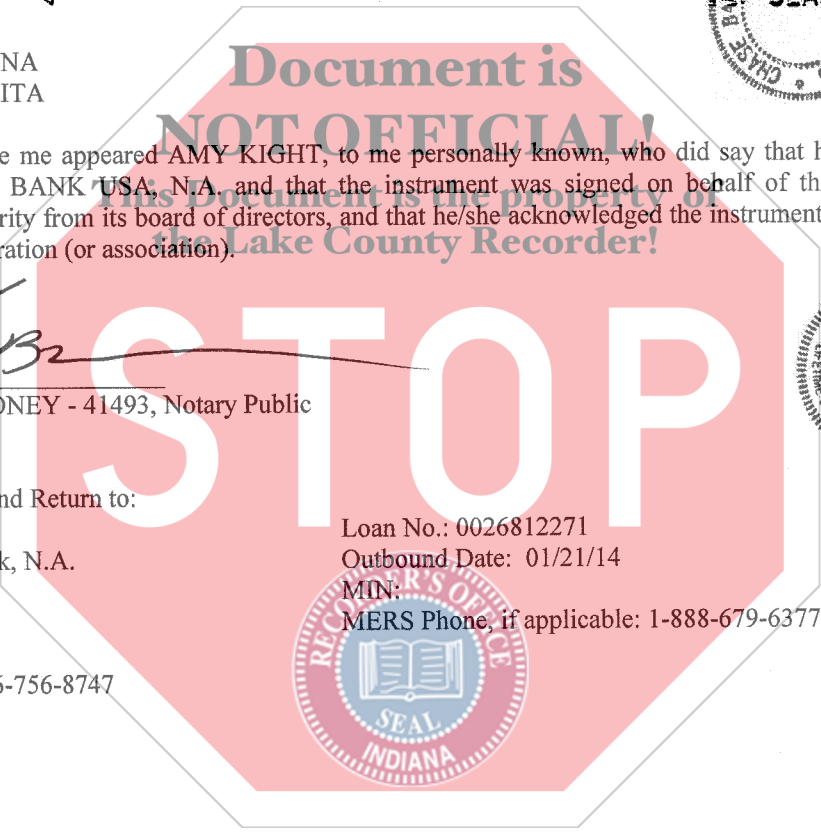 NA
ITA
Document is
NOT OFFICIAL!
This Document is the property of
the Lake County Recorder!
e me appeared AMY KIGHT, to me personally known, who did say that h
BANK USA, N.A. and that the instrument was signed on behalf of th
rity from its board of directors, and that he/she acknowledged the instrument
ration (or association).
STOP
ONEY - 41493, Notary Public
nd Return to:
k, N.A.
Loan No.: 0026812271
Outbound Date: 01/21/14
MIN:
MERS Phone, if applicable: 1-888-679-6377
6-756-8747
RECORDER'S OFFICE
SEAL
INDIANA
CHASE BAN